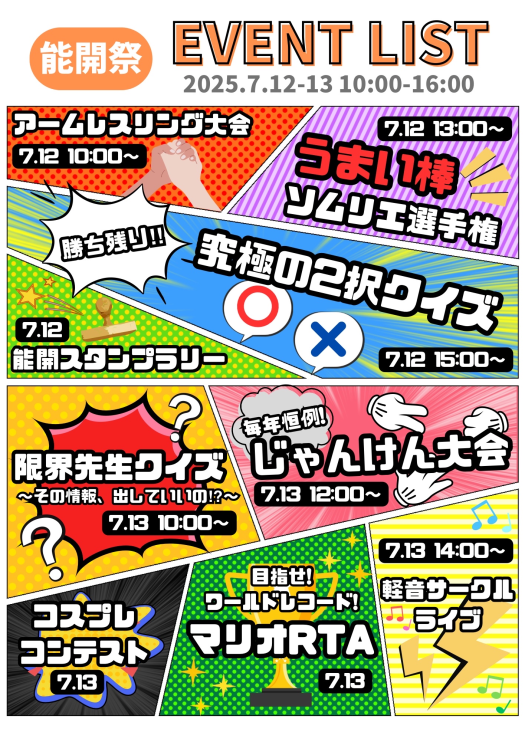 能開祭
EVENT LIST
2025.7.12-13 10:00-16:00
アームレスリング大会
7.12 10:00~
7.12 13:00~
うまい棒
ソムリエ選手権
勝ち残り!!
究極の2択クイズ
7.12 15:00~
7.12
能開スタンプラリー
限界先生クイズ
~その情報、出していいの!?~
7.13 10:00~
毎年恒例!
じゃんけん大会
7.13 12:00~
7.13 14:00~
軽音サークル
ライブ
コスプレ
コンテスト
7.13
目指せ!
ワールドレコード!
マリオRTA
7.13